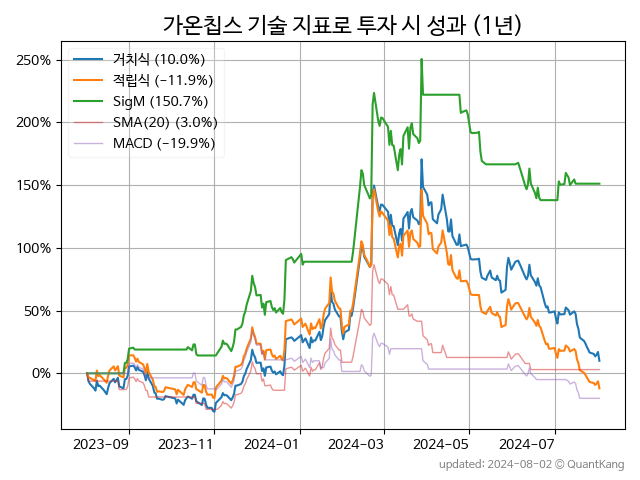 가온칩스 기술 지표로 투자 시 성과 (1년)
250%
200%
150%
100%
50%
0%
거치식 (10.0%)
적립식 (−11.9%)
SigM (150.7%)
SMA(20) (3.0%)
MACD (−19.9%)
2023-09
2023-11
2024-01
2024-03
2024-05
2024-07
updated: 2024-08-02 © QuantKang